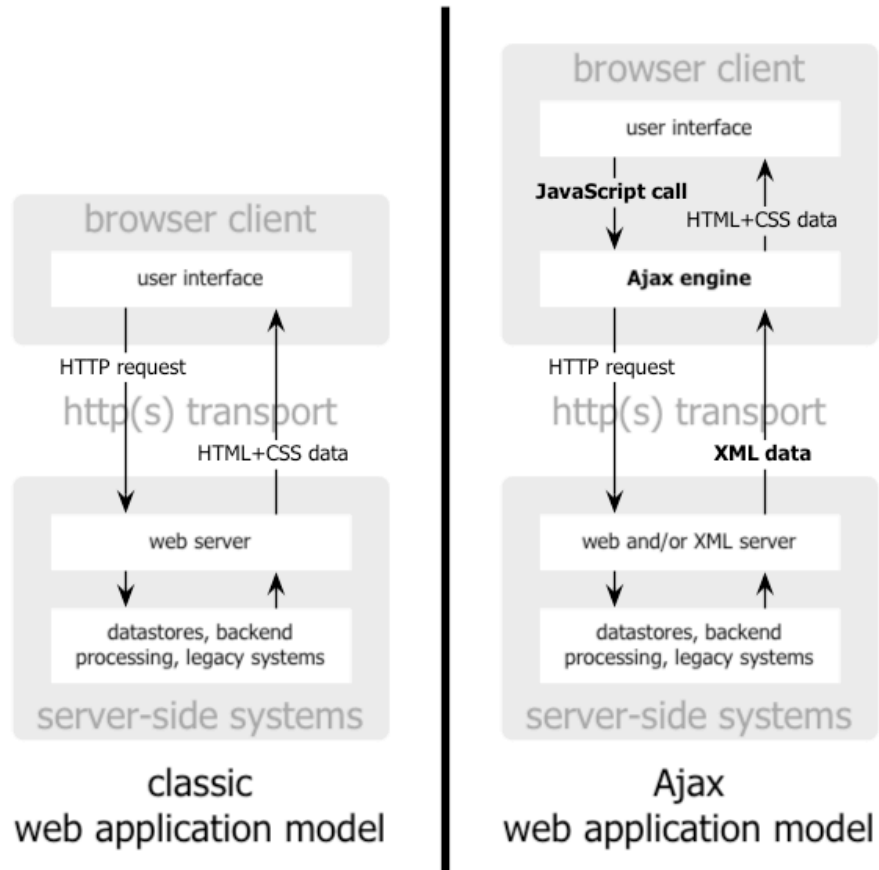 browser client
user interface
HTTP request
http(s) transport
HTML+CSS data
web server
datastores, backend
processing, legacy systems
server-side systems
classic
web application model
browser client
user interface
JavaScript call
HTML+CSS data
Ajax engine
HTTP request
http(s) transport
XML data
web and/or XML server
datastores, backend
processing, legacy systems
server-side systems
Ajax
web application model